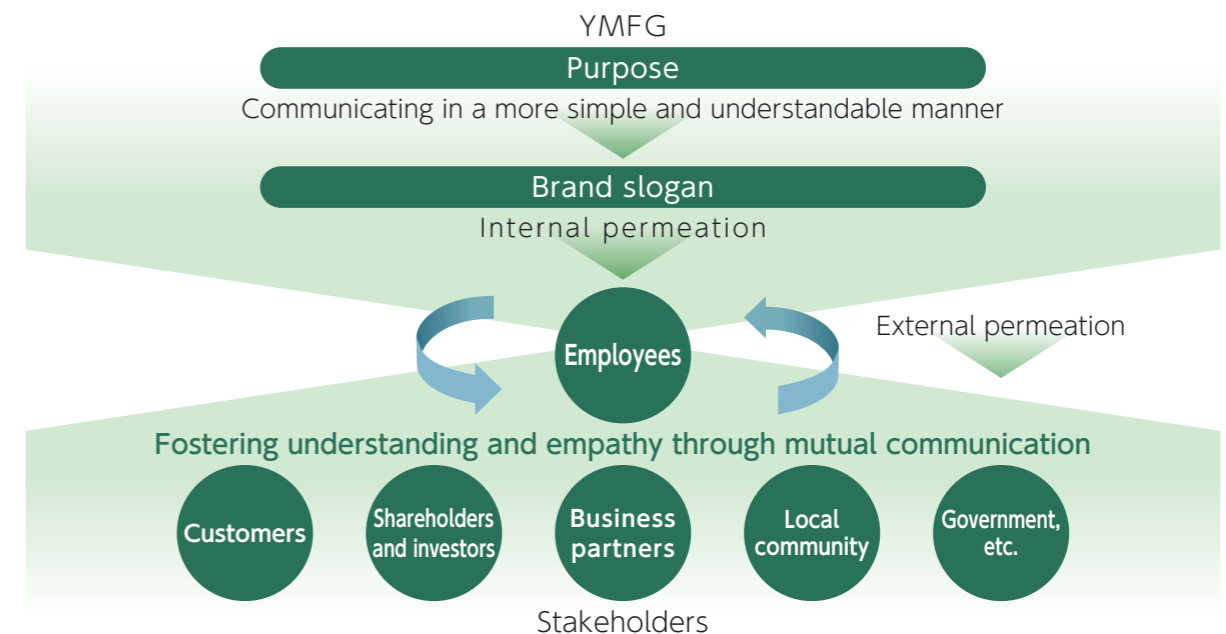 YMFG
Purpose
Communicating in a more simple and understandable manner
Brand slogan
Internal permeation
External permeation
Employees
Fostering understanding and empathy through mutual communication
Customers
Shareholders
and investors
Business
partners
Local
community
Government,
etc.
Stakeholders